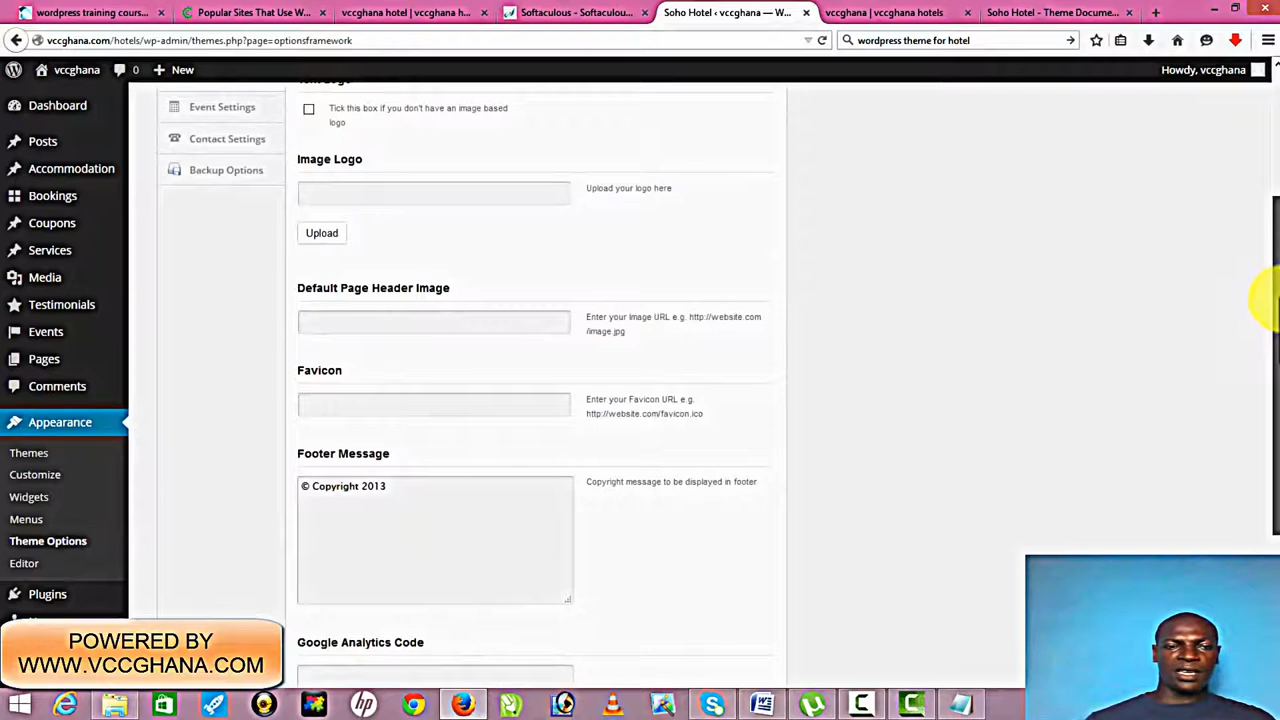 wordpress training cours...
Popular Sites That Use W...
vccghana hotel | vccghana h...
Softaculous - Softaculou...
Soho Hotel ‹ vccghana — W...
vccghana | vccghana hotels
Soho Hotel - Theme Docume...
vccghana.com/hotels/wp-admin/themes.php?page=optionsframework
wordpress theme for hotel
vccghana
0
New
Howdy, vccghana
Dashboard
Posts
Accommodation
Bookings
Coupons
Services
Media
Testimonials
Events
Pages
Comments
Appearance
Themes
Customize
Widgets
Menus
Theme Options
Editor
Plugins
Event Settings
Contact Settings
Backup Options
Tick this box if you don't have an image based
logo
Image Logo
Upload your logo here
Upload
Default Page Header Image
Enter your image URL e.g. http://website.com
/image.jpg
Favicon
Enter your Favicon URL e.g.
http://website.com/favicon.ico
Footer Message
© Copyright 2013
Copyright message to be displayed in footer
Google Analytics Code
POWERED BY
WWW.VCCGHANA.COM